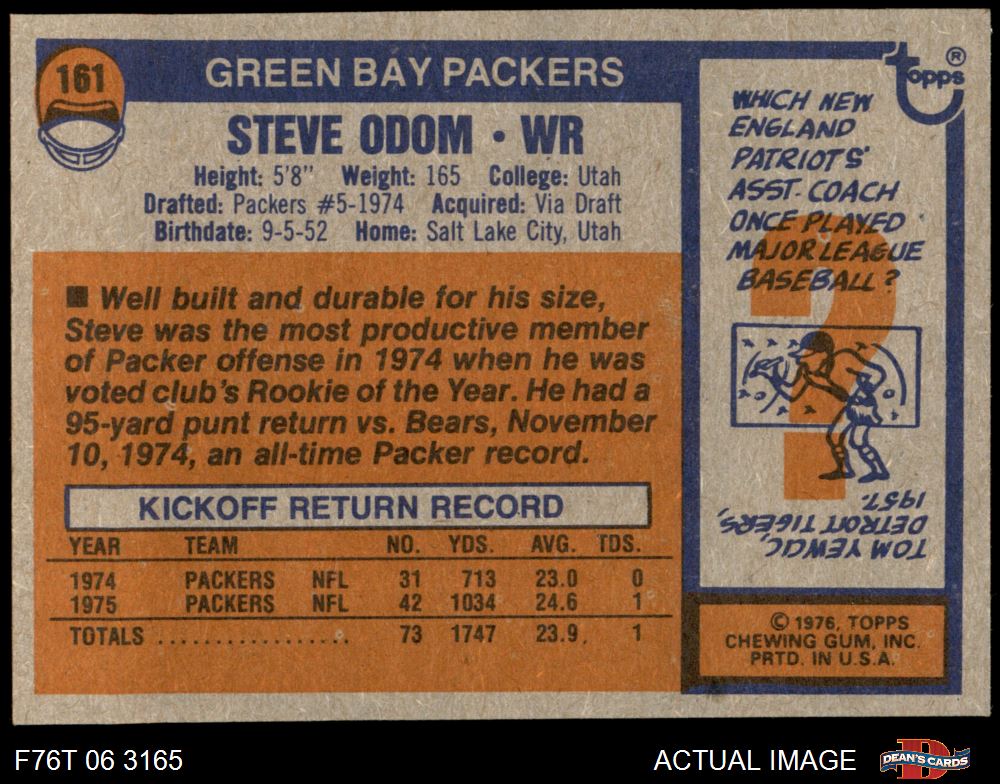 161
GREEN BAY PACKERS
STEVE ODOM • WR
Height: 5'8" Weight: 165 College: Utah
Drafted: Packers #5-1974 Acquired: Via Draft
Birthdate: 9-5-52 Home: Salt Lake City, Utah
■ Well built and durable for his size,
Steve was the most productive member
of Packer offense in 1974 when he was
voted club's Rookie of the Year. He had a
95-yard punt return vs. Bears, November
10, 1974, an all-time Packer record.
KICKOFF RETURN RECORD
YEAR TEAM NO. YDS. AVG. TDS.
1974 PACKERS NFL 31 713 23.0 0
1975 PACKERS NFL 42 1034 24.6 1
TOTALS .................. 73 1747 23.9 1
Topps ®
WHICH NEW
ENGLAND
PATRIOTS'
ASST. COACH
ONCE PLAYED
MAJOR LEAGUE
BASEBALL?
?
TOM YEWCIC,
DETROIT TIGERS,
1957.
© 1976, TOPPS
CHEWING GUM, INC.
PRTD. IN U.S.A.
F76T 06 3165
ACTUAL IMAGE
D
DEAN'S CARDS